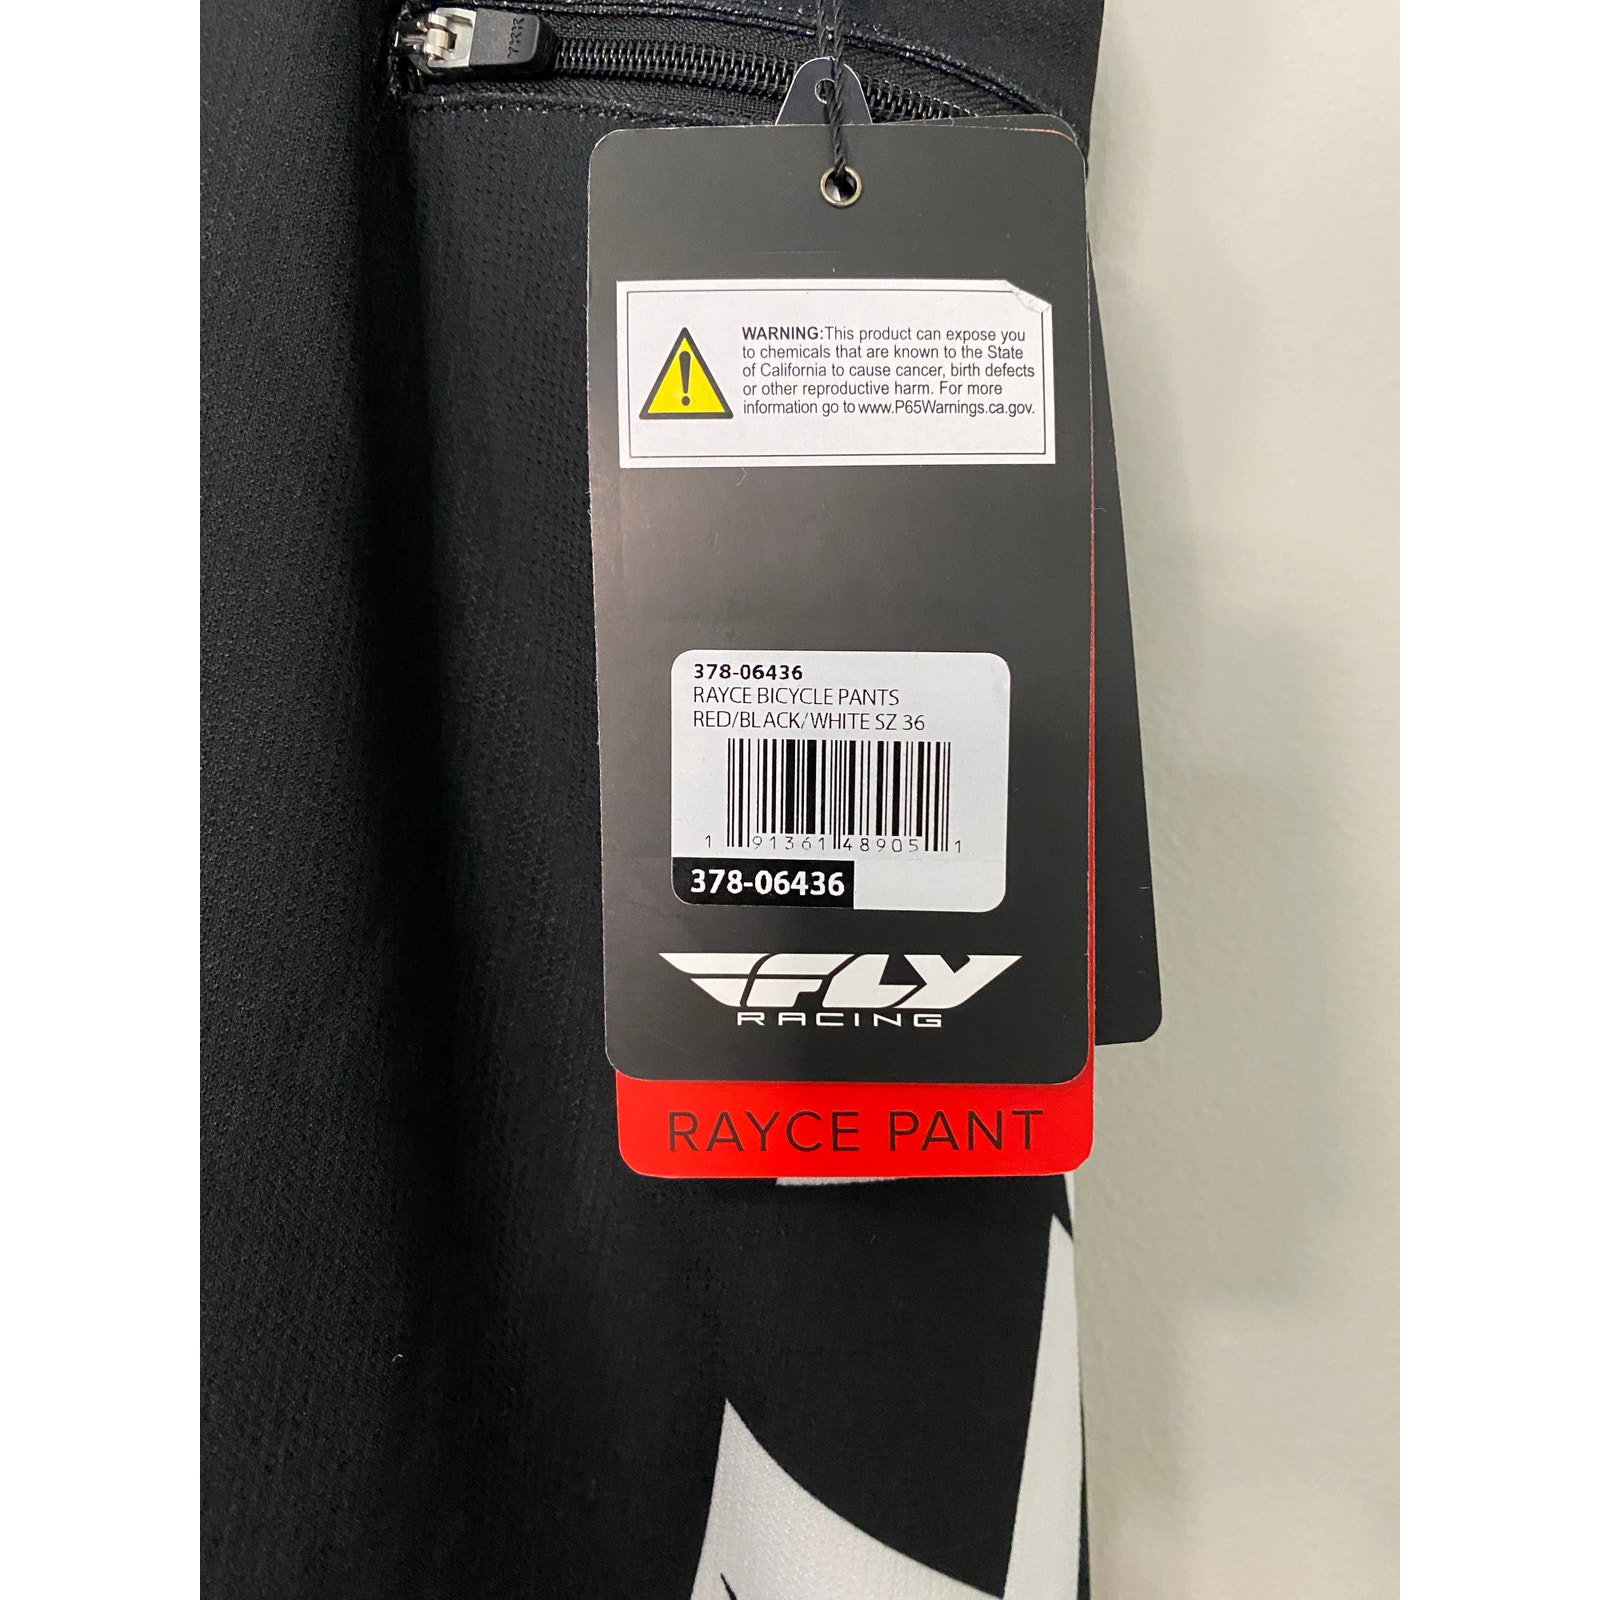 WARNING:This product can expose you
to chemicals that are known to the State
of California to cause cancer, birth defects
or other reproductive harm. For more
information go to www.P65Warnings.ca.gov.
378-06436
RAYCE BICYCLE PANTS
RED/BLACK/WHITE SZ 36
1 91361 48905 1
378-06436
FLY
RACING
RAYCE PANT